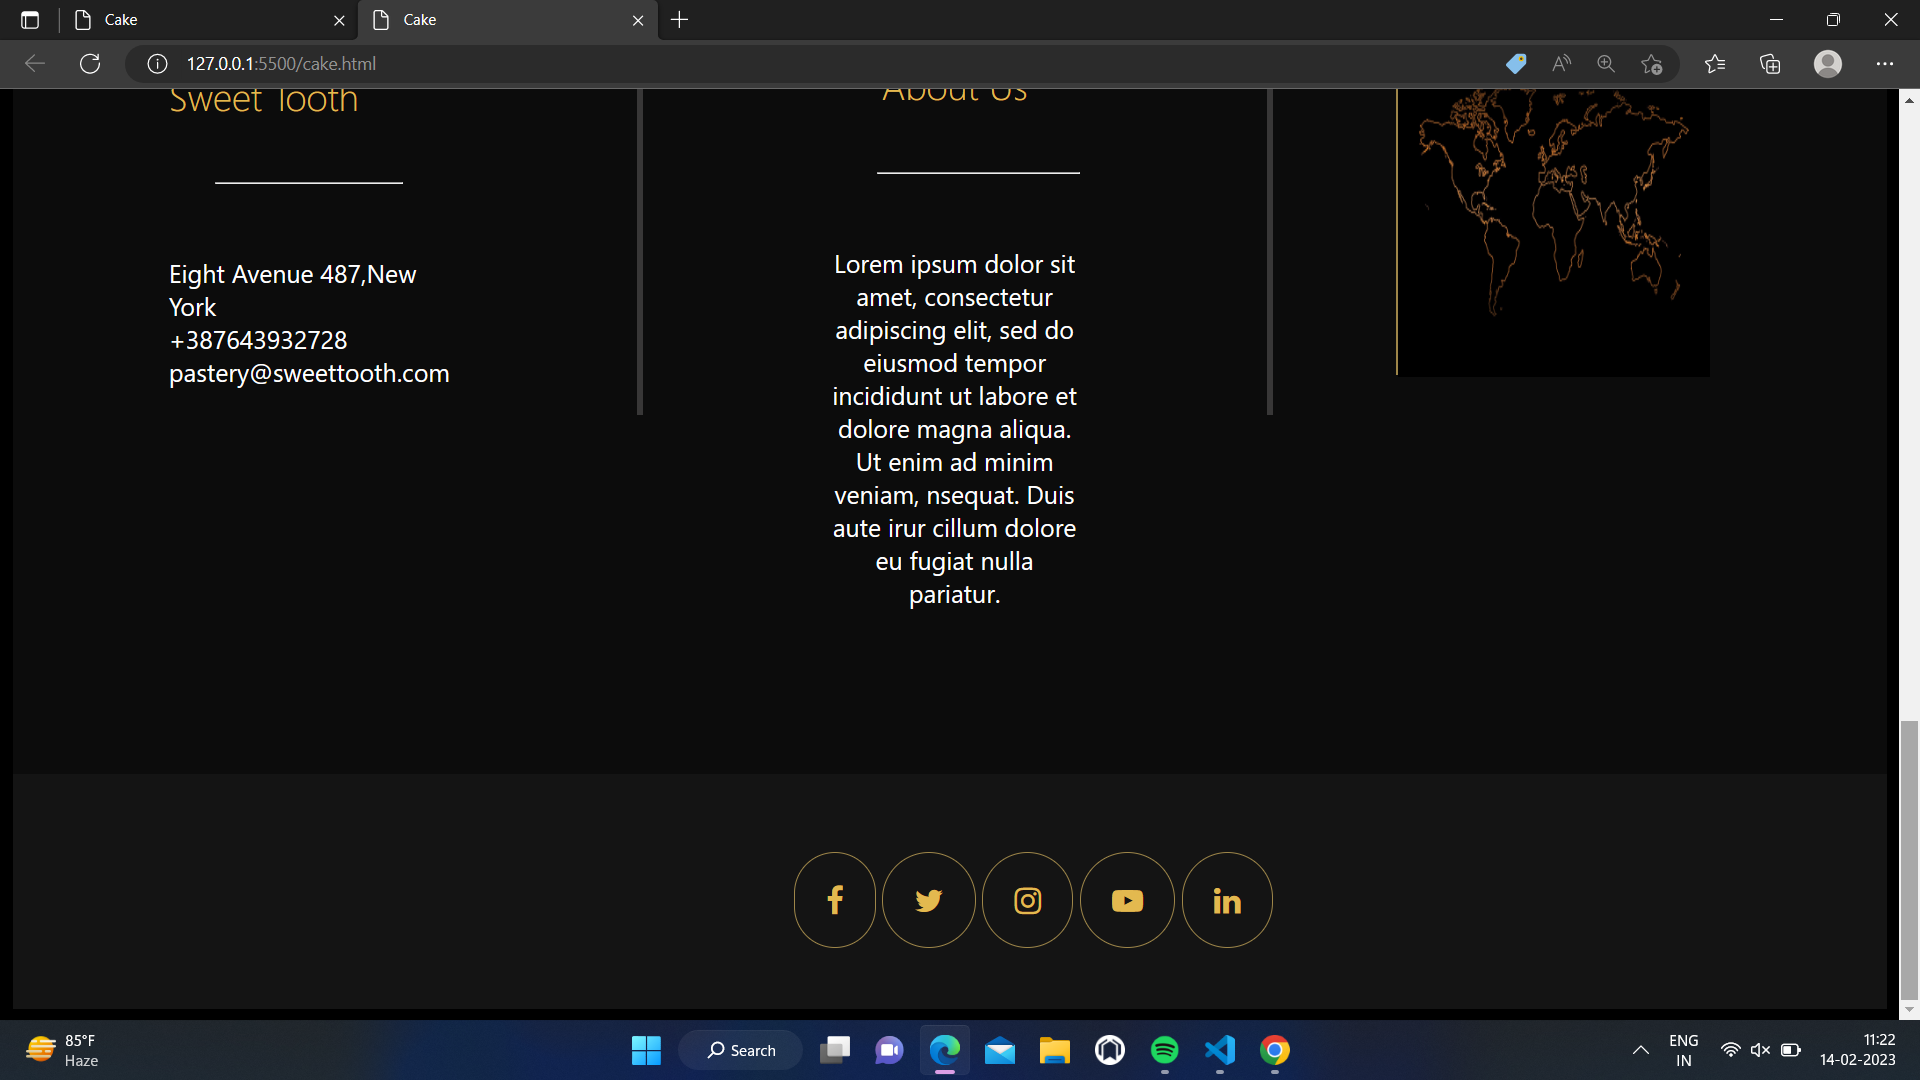 Cake
Cake
127.0.0.1:5500/cake.html
Sweet Tooth
Eight Avenue 487,New
York
+387643932728
pastery@sweettooth.com
About Us
Lorem ipsum dolor sit
amet, consectetur
adipiscing elit, sed do
eiusmod tempor
incididunt ut labore et
dolore magna aliqua.
Ut enim ad minim
veniam, nsequat. Duis
aute irur cillum dolore
eu fugiat nulla
pariatur.
85°F
Haze
Search
ENG
IN
11:22
14-02-2023